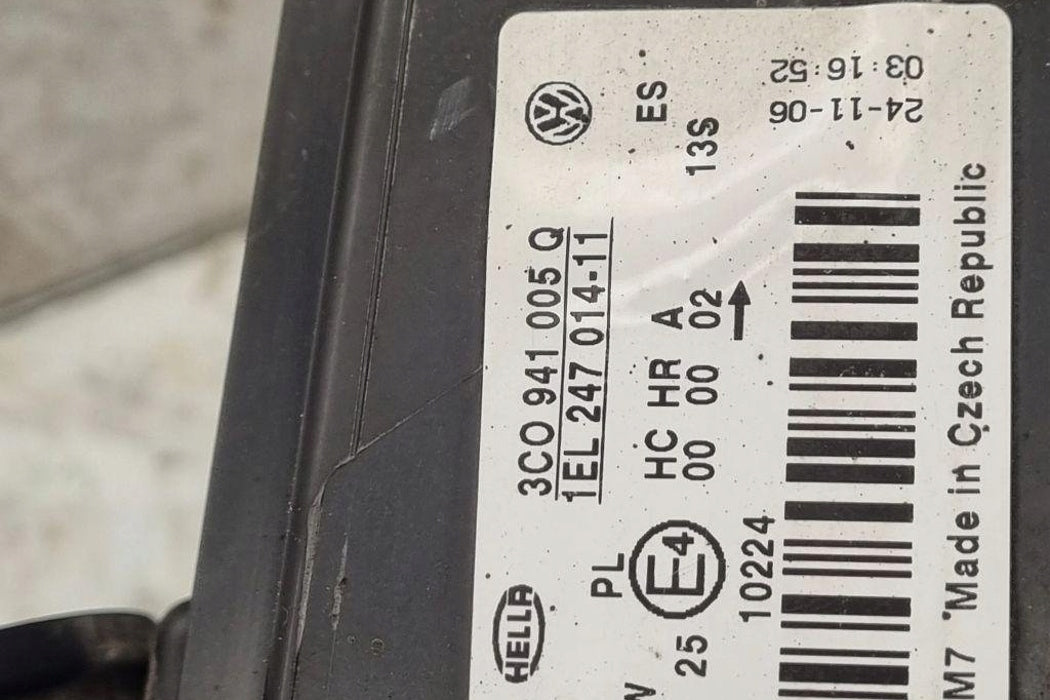 HELLA
3C0 941 005 Q
1EL 247 014-11
PL
ES
HC HR A
25 E4 00 00 02
13S
10224
24-11-06
03:16:52
M7 Made in Czech Republic